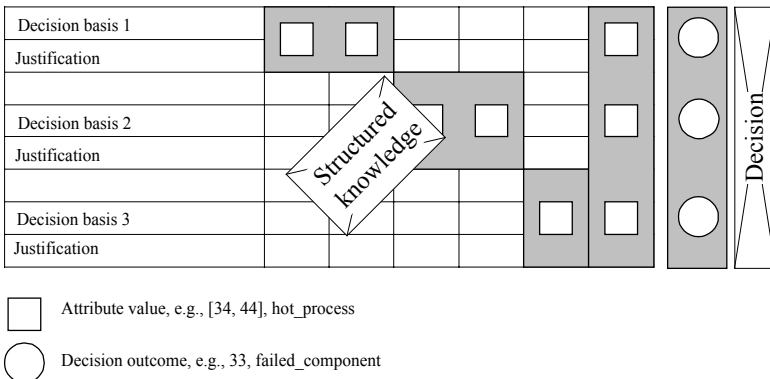 Decision basis 1
Justification
Decision basis 2
Justification
Decision basis 3
Justification
Structured
knowledge
Decision
Attribute value, e.g., [34, 44], hot_process
Decision outcome, e.g., 33, failed_component